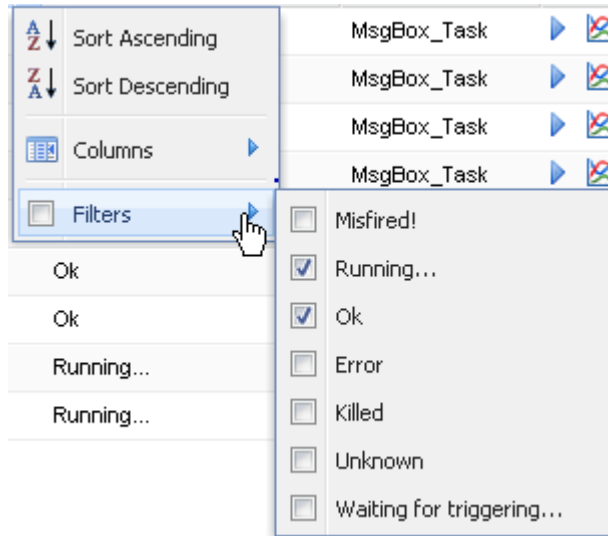 Sort Ascending
Sort Descending
Columns
Filters
MsgBox_Task
MsgBox_Task
MsgBox_Task
MsgBox_Task
Misfired!
Running...
Ok
Error
Killed
Unknown
Waiting for triggering...
Ok
Ok
Running...
Running...